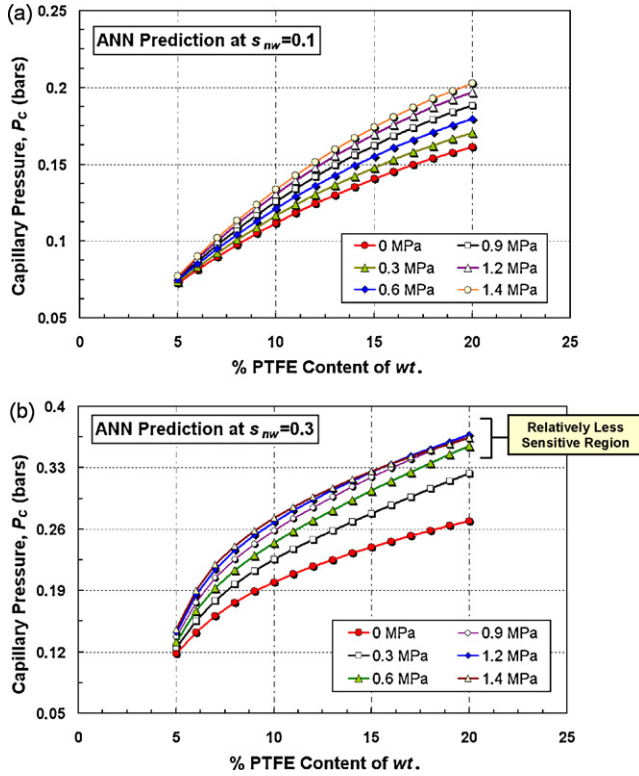 (a)
0.25
ANN Prediction at s nw=0.1
0.2
0.15
0.1
0.05
Capillary Pressure, Pc (bars)
0 MPa
0.9 MPa
0.3 MPa
1.2 MPa
0.6 MPa
1.4 MPa
0 5 10 15 20 25
% PTFE Content of wt.
(b)
0.4
ANN Prediction at s nw=0.3
Relatively Less
Sensitive Region
0.33
0.26
0.19
0.12
0.05
Capillary Pressure, Pc (bars)
0 MPa
0.9 MPa
0.3 MPa
1.2 MPa
0.6 MPa
1.4 MPa
0 5 10 15 20 25
% PTFE Content of wt.